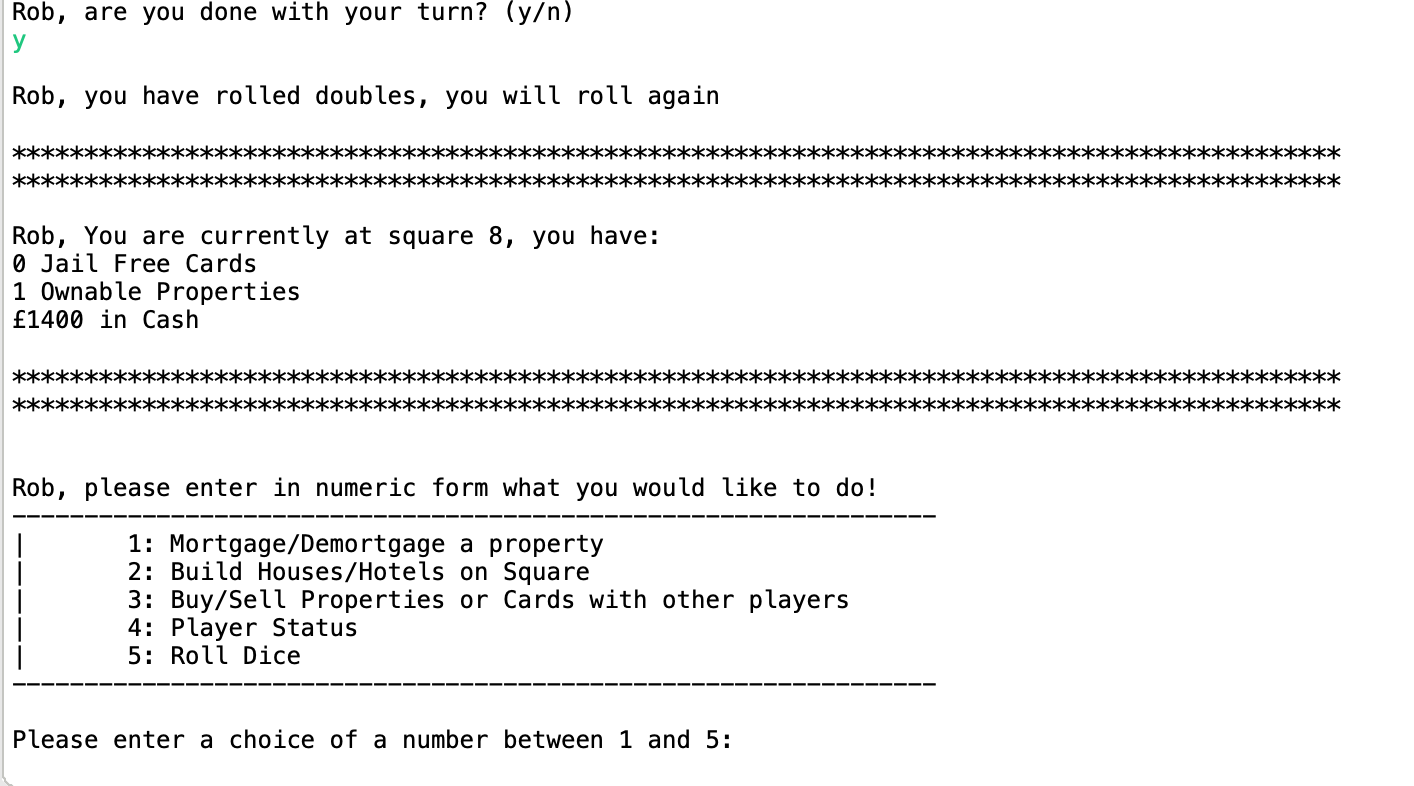 Rob, are you done with your turn? (y/n)
y
Rob, you have rolled doubles, you will roll again
********************************************************************************************
********************************************************************************************
Rob, You are currently at square 8, you have:
0 Jail Free Cards
1 Ownable Properties
£1400 in Cash
********************************************************************************************
********************************************************************************************
Rob, please enter in numeric form what you would like to do!
----------------------------------------------------------------
|       1: Mortgage/Demortgage a property
|       2: Build Houses/Hotels on Square
|       3: Buy/Sell Properties or Cards with other players
|       4: Player Status
|       5: Roll Dice
----------------------------------------------------------------
Please enter a choice of a number between 1 and 5: